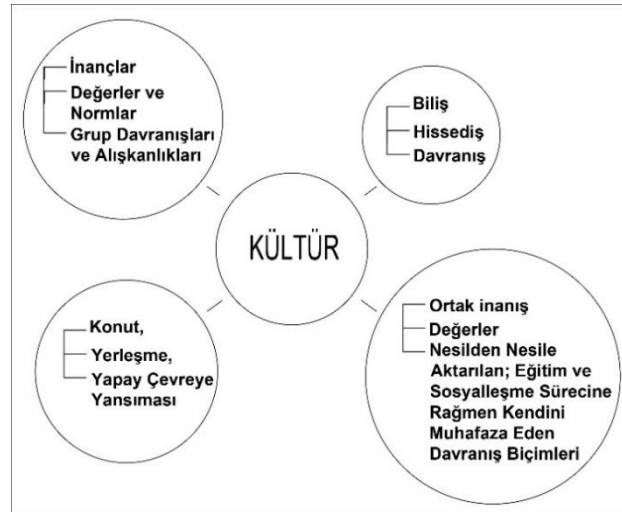 İnançlar
Değerler ve
Normlar
Grup Davranışları
ve Alışkanlıkları
Biliş
Hissediş
Davranış
KÜLTÜR
Konut,
Yerleşme,
Yapay Çevreye
Yansıması
Ortak inanış
Değerler
Nesilden Nesile
Aktarılan; Eğitim ve
Sosyalleşme Sürecine
Rağmen Kendini
Muhafaza Eden
Davranış Biçimleri